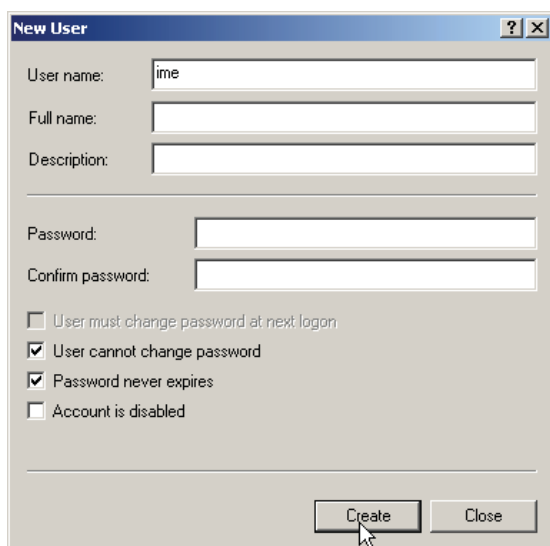 New User
User name: ime
Full name:
Description:
Password:
Confirm password:
User must change password at next logon
User cannot change password
Password never expires
Account is disabled
Create Close